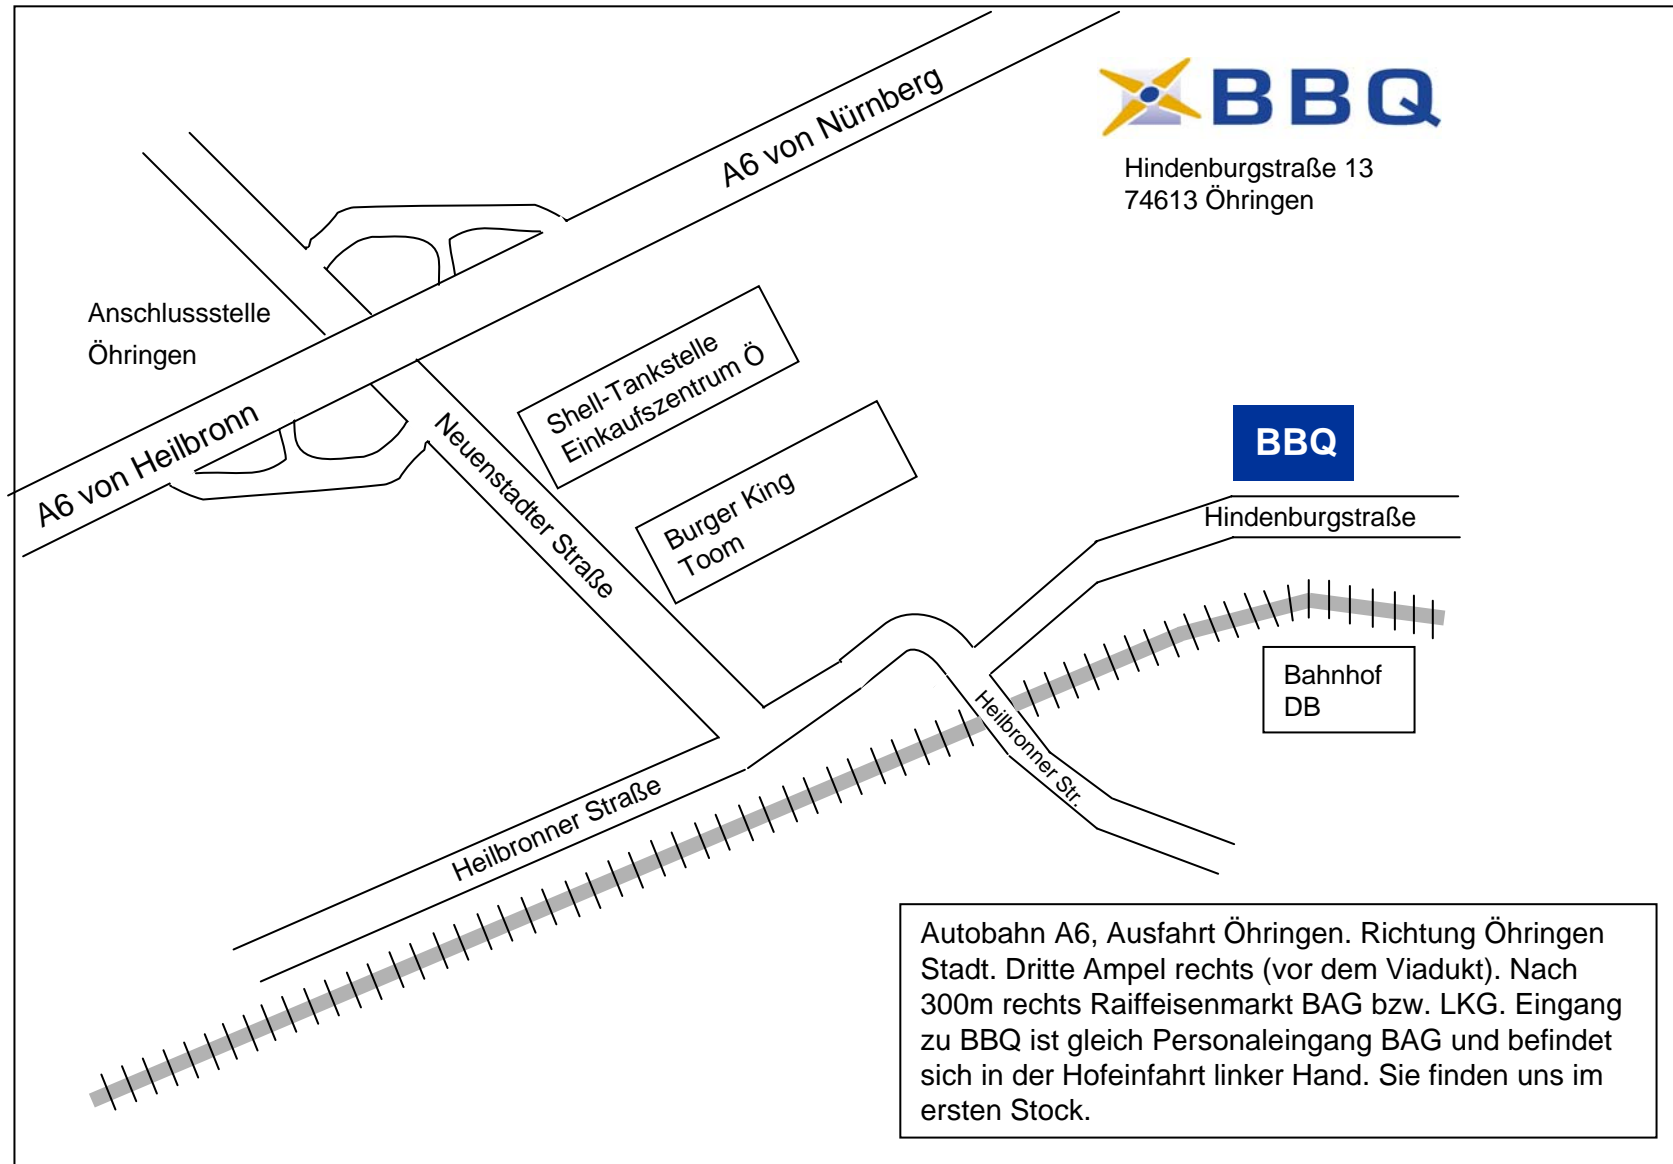 A6 von Nürnberg
BBQ
Hindenburgstraße 13
74613 Öhringen
Anschlussstelle
Öhringen
A6 von Heilbronn
Shell-Tankstelle
Einkaufszentrum Ö
Neuenstadter Straße
Burger King
Toom
BBQ
Hindenburgstraße
Bahnhof
DB
Heilbronner Str.
Heilbronner Straße
Autobahn A6, Ausfahrt Öhringen. Richtung Öhringen
Stadt. Dritte Ampel rechts (vor dem Viadukt). Nach
300m rechts Raiffeisenmarkt BAG bzw. LKG. Eingang
zu BBQ ist gleich Personaleingang BAG und befindet
sich in der Hofeinfahrt linker Hand. Sie finden uns im
ersten Stock.